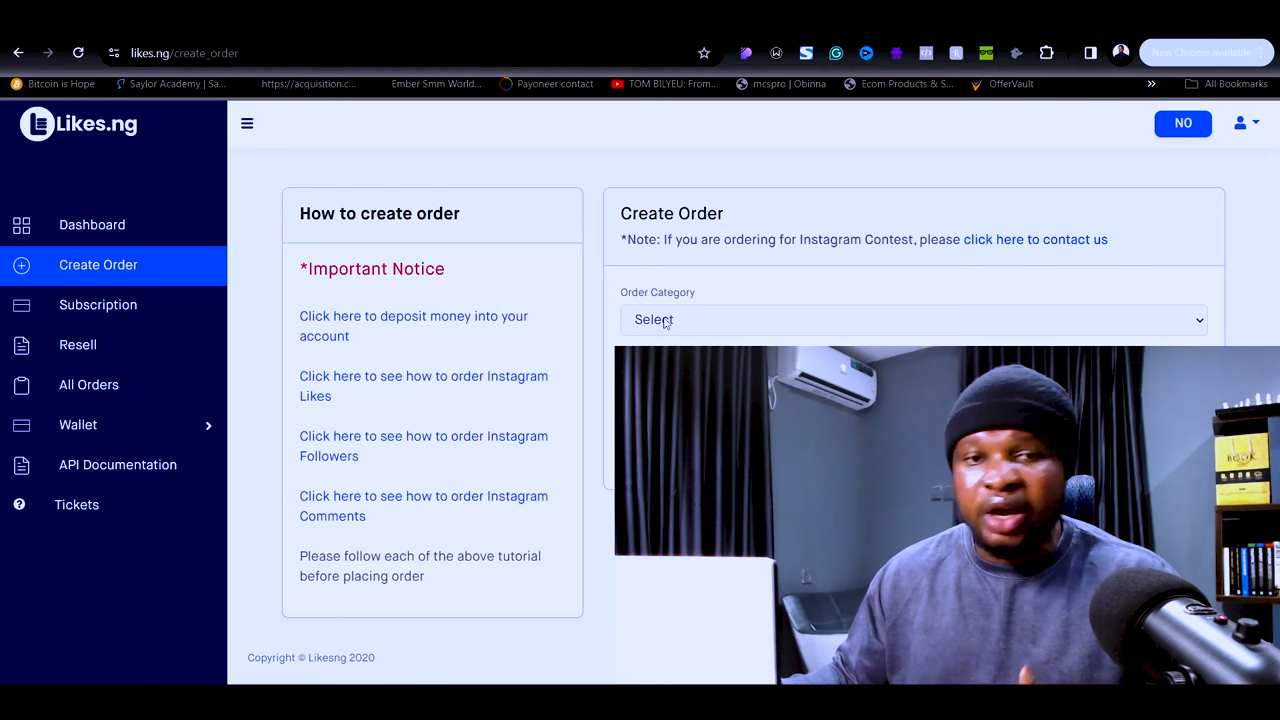 likes.ng/create_order
New Chrome available
Bitcoin is Hope
Saylor Academy | Sa...
https://acquisition.c...
Ember Smm World...
Payoneer contact
TOM BILYEU: From...
mcspro | Obinna
Ecom Products & S...
OfferVault
All Bookmarks
Likes.ng
NO
Dashboard
Create Order
Subscription
Resell
All Orders
Wallet
API Documentation
Tickets
How to create order
*Important Notice
Click here to deposit money into your
account
Click here to see how to order Instagram
Likes
Click here to see how to order Instagram
Followers
Click here to see how to order Instagram
Comments
Please follow each of the above tutorial
before placing order
Create Order
*Note: If you are ordering for Instagram Contest, please click here to contact us
Order Category
Select
BOOK
Copyright © Likesng 2020